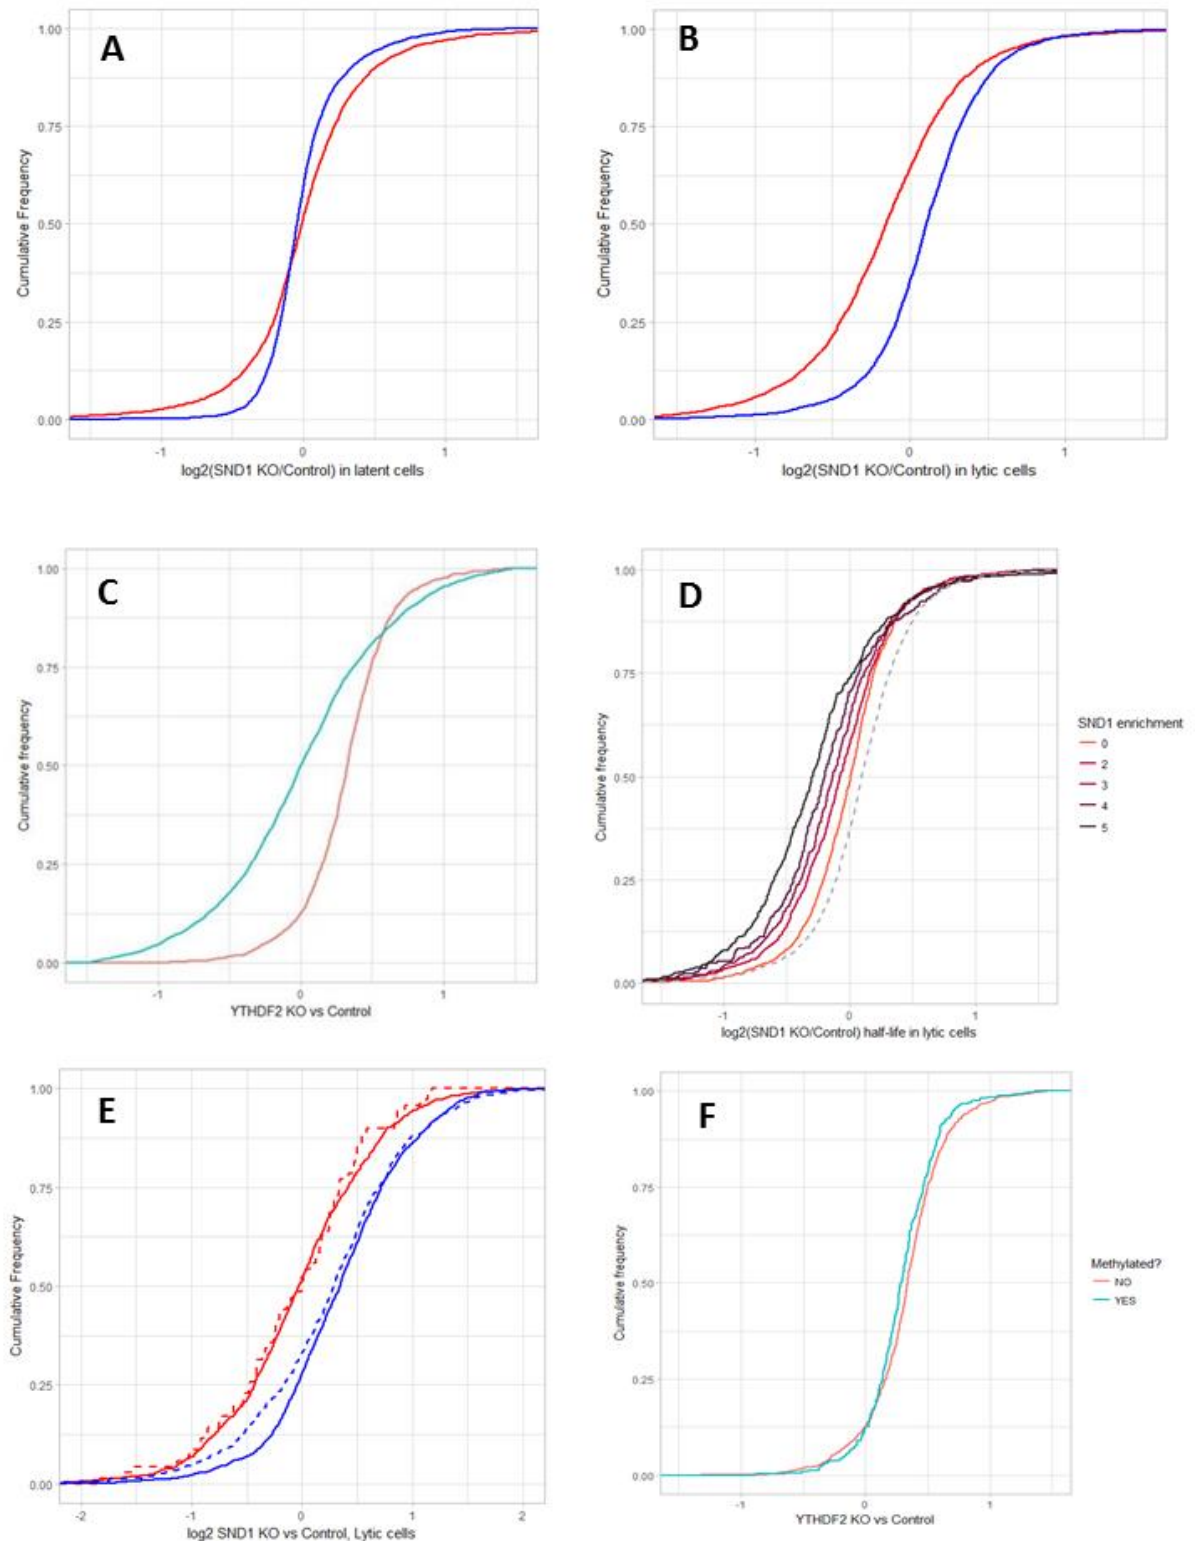 A
Cumulative Frequency
1.00
0.75
0.50
0.25
0.00
-1
0
1
log2(SND1 KO/Control) in latent cells
B
Cumulative Frequency
1.00
0.75
0.50
0.25
0.00
-1
0
1
log2(SND1 KO/Control) in lytic cells
C
Cumulative frequency
1.00
0.75
0.50
0.25
0.00
-1
0
1
YTHDF2 KO vs Control
D
Cumulative frequency
1.00
0.75
0.50
0.25
0.00
-1
0
1
log2(SND1 KO/Control) half-life in lytic cells
SND1 enrichment
0
2
3
4
5
E
Cumulative Frequency
1.00
0.75
0.50
0.25
0.00
-2
-1
0
1
2
log2 SND1 KO vs Control, Lytic cells
F
Cumulative frequency
1.00
0.75
0.50
0.25
0.00
-1
0
1
YTHDF2 KO vs Control
Methylated?
NO
YES